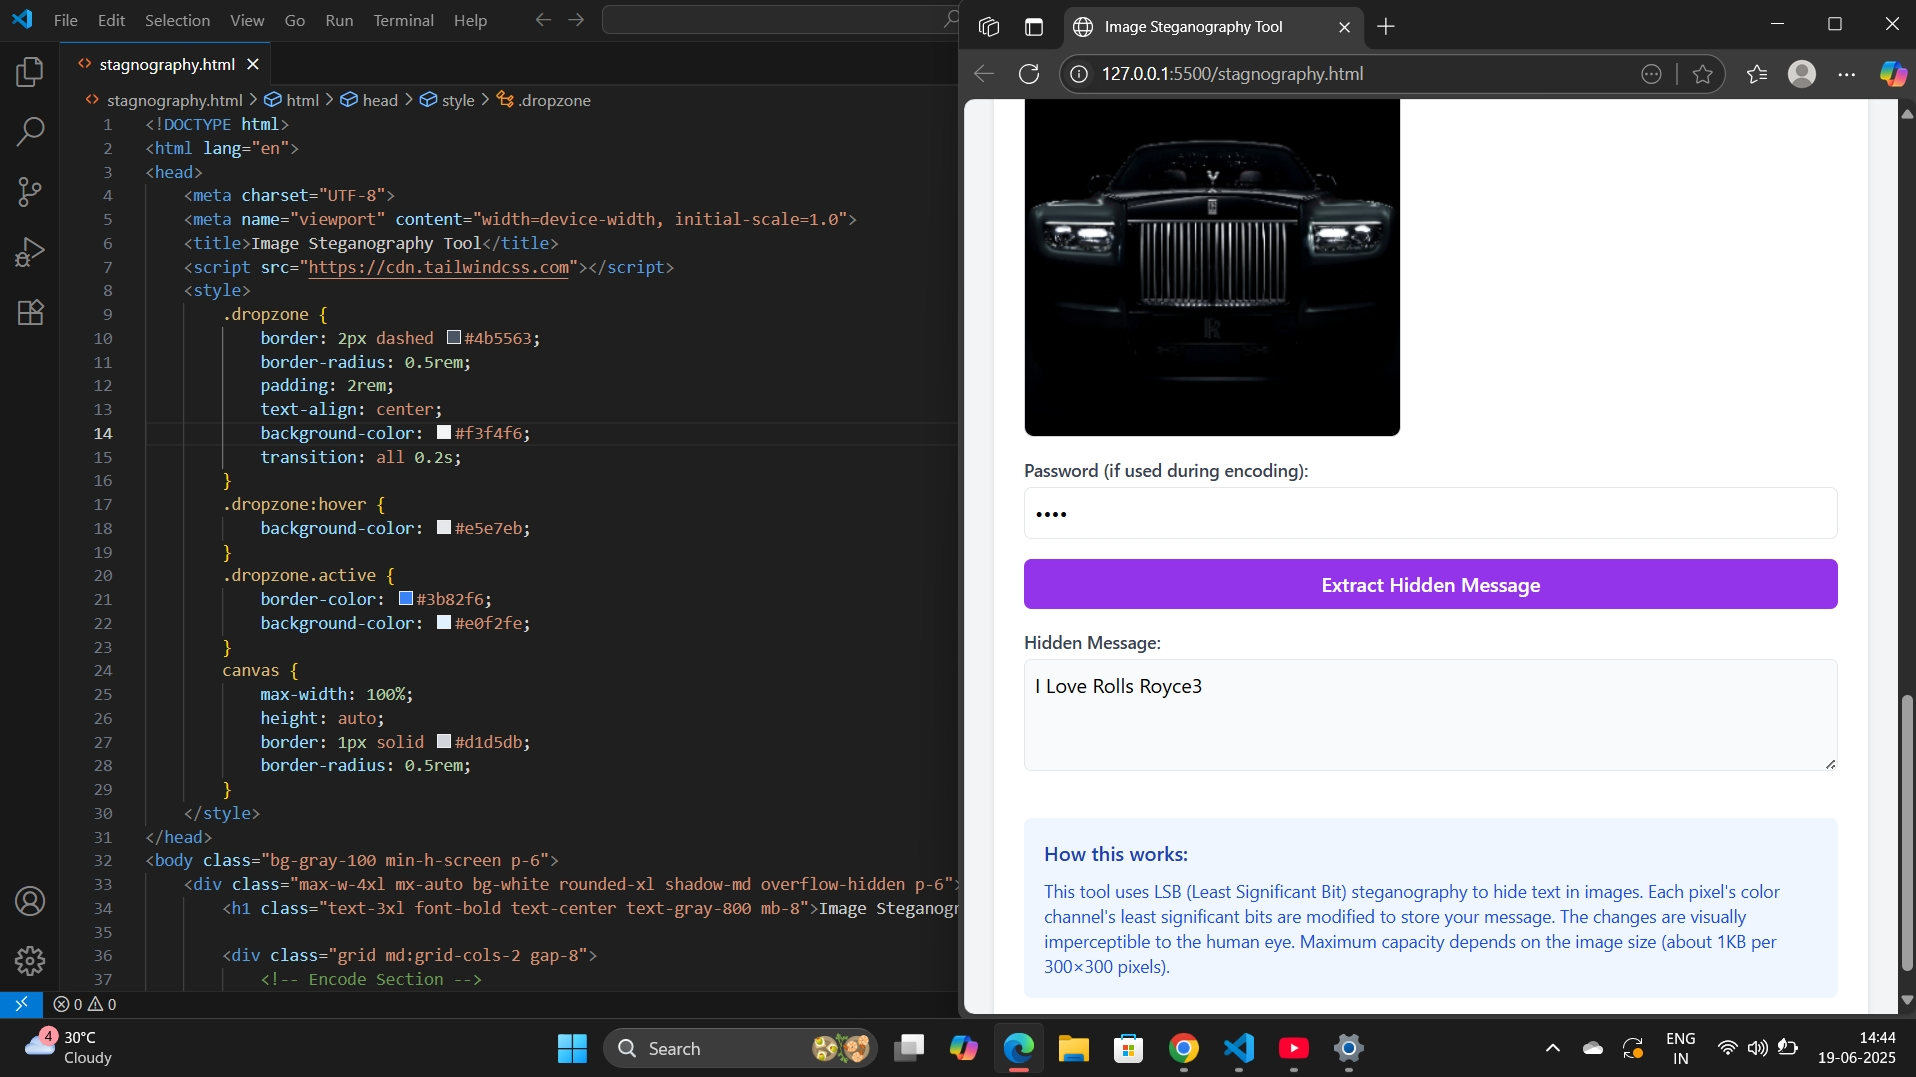 File Edit Selection View Go Run Terminal Help
stagnography.html
stagnography.html > html > head > style > .dropzone
1 <!DOCTYPE html>
2 <html lang="en">
3 <head>
4 <meta charset="UTF-8">
5 <meta name="viewport" content="width=device-width, initial-scale=1.0">
6 <title>Image Steganography Tool</title>
7 <script src="https://cdn.tailwindcss.com"></script>
8 <style>
9 .dropzone {
10 border: 2px dashed #4b5563;
11 border-radius: 0.5rem;
12 padding: 2rem;
13 text-align: center;
14 background-color: #f3f4f6;
15 transition: all 0.2s;
16 }
17 .dropzone:hover {
18 background-color: #e5e7eb;
19 }
20 .dropzone.active {
21 border-color: #3b82f6;
22 background-color: #e0f2fe;
23 }
24 canvas {
25 max-width: 100%;
26 height: auto;
27 border: 1px solid #d1d5db;
28 border-radius: 0.5rem;
29 }
30 </style>
31 </head>
32 <body class="bg-gray-100 min-h-screen p-6">
33 <div class="max-w-4xl mx-auto bg-white rounded-xl shadow-md overflow-hidden p-6">
34 <h1 class="text-3xl font-bold text-center text-gray-800 mb-8">Image Steganogr
35
36 <div class="grid md:grid-cols-2 gap-8">
37 <!-- Encode Section -->
0 0
Image Steganography Tool
127.0.0.1:5500/stagnography.html
Password (if used during encoding):
••••
Extract Hidden Message
Hidden Message:
I Love Rolls Royce3
How this works:
This tool uses LSB (Least Significant Bit) steganography to hide text in images. Each pixel's color
channel's least significant bits are modified to store your message. The changes are visually
imperceptible to the human eye. Maximum capacity depends on the image size (about 1KB per
300×300 pixels).
4
30°C
Cloudy
Search
ENG
IN
14:44
19-06-2025